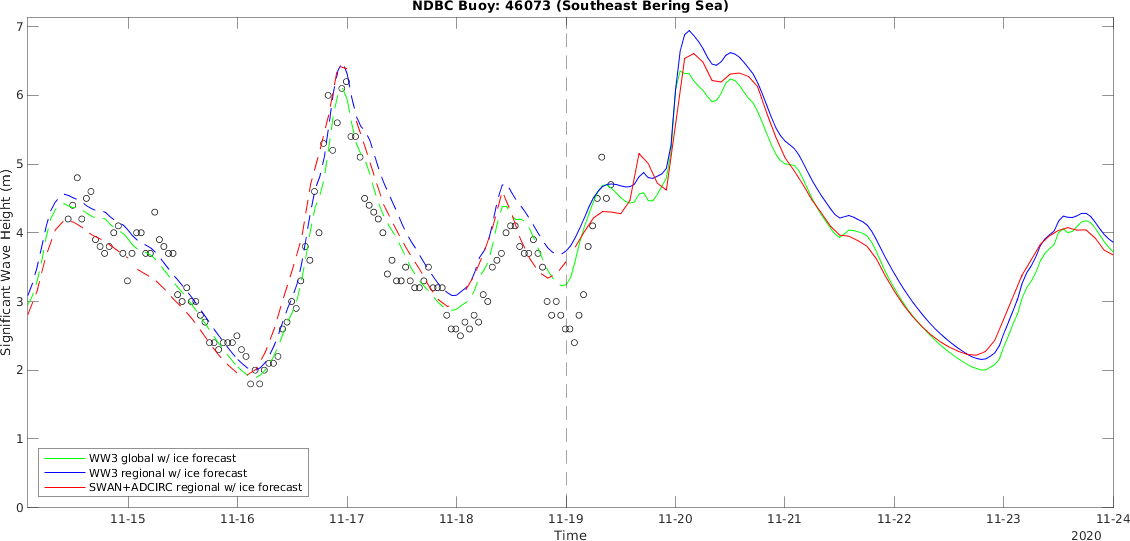 NDBC Buoy: 46073 (Southeast Bering Sea)
7
6
5
4
3
2
1
0
Significant Wave Height (m)
WW3 global w/ ice forecast
WW3 regional w/ ice forecast
SWAN+ADCIRC regional w/ ice forecast
11-15 11-16 11-17 11-18 11-19 11-20 11-21 11-22 11-23 11-24
Time
2020